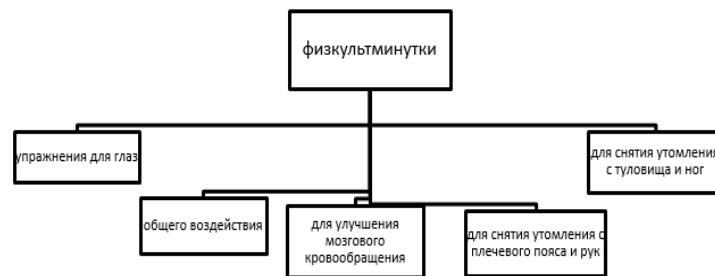 физкультминутки
упражнения для глаз
для снятия утомления
с туловища и ног
общего воздействия
для улучшения
мозгового
кровообращения
для снятия утомления с
плечевого пояса и рук